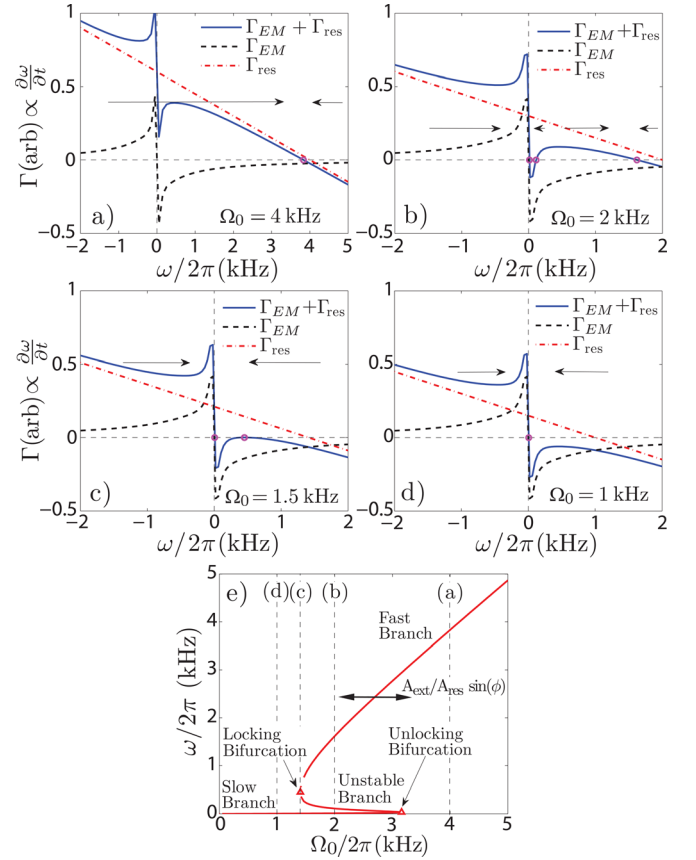 Γ(arb) ∝ ∂ω/∂t
1
0.5
0
-0.5
Γ_EM + Γ_res
Γ_EM
Γ_res
a)
Ω₀ = 4 kHz
-2 -1 0 1 2 3 4 5
ω/2π (kHz)
1
0.5
0
-0.5
Γ_EM + Γ_res
Γ_EM
Γ_res
b)
Ω₀ = 2 kHz
-2 -1 0 1 2
ω/2π (kHz)
Γ(arb) ∝ ∂ω/∂t
1
0.5
0
-0.5
Γ_EM + Γ_res
Γ_EM
Γ_res
c)
Ω₀ = 1.5 kHz
-2 -1 0 1 2
ω/2π (kHz)
1
0.5
0
-0.5
Γ_EM + Γ_res
Γ_EM
Γ_res
d)
Ω₀ = 1 kHz
-2 -1 0 1 2
ω/2π (kHz)
e)
(d) (c) (b) (a)
ω/2π (kHz)
5
4
3
2
1
0
Fast
Branch
A_ext/A_res sin(ϕ)
Locking
Bifurcation
Unlocking
Bifurcation
Slow
Branch
Unstable
Branch
0 1 2 3 4 5
Ω₀/2π (kHz)